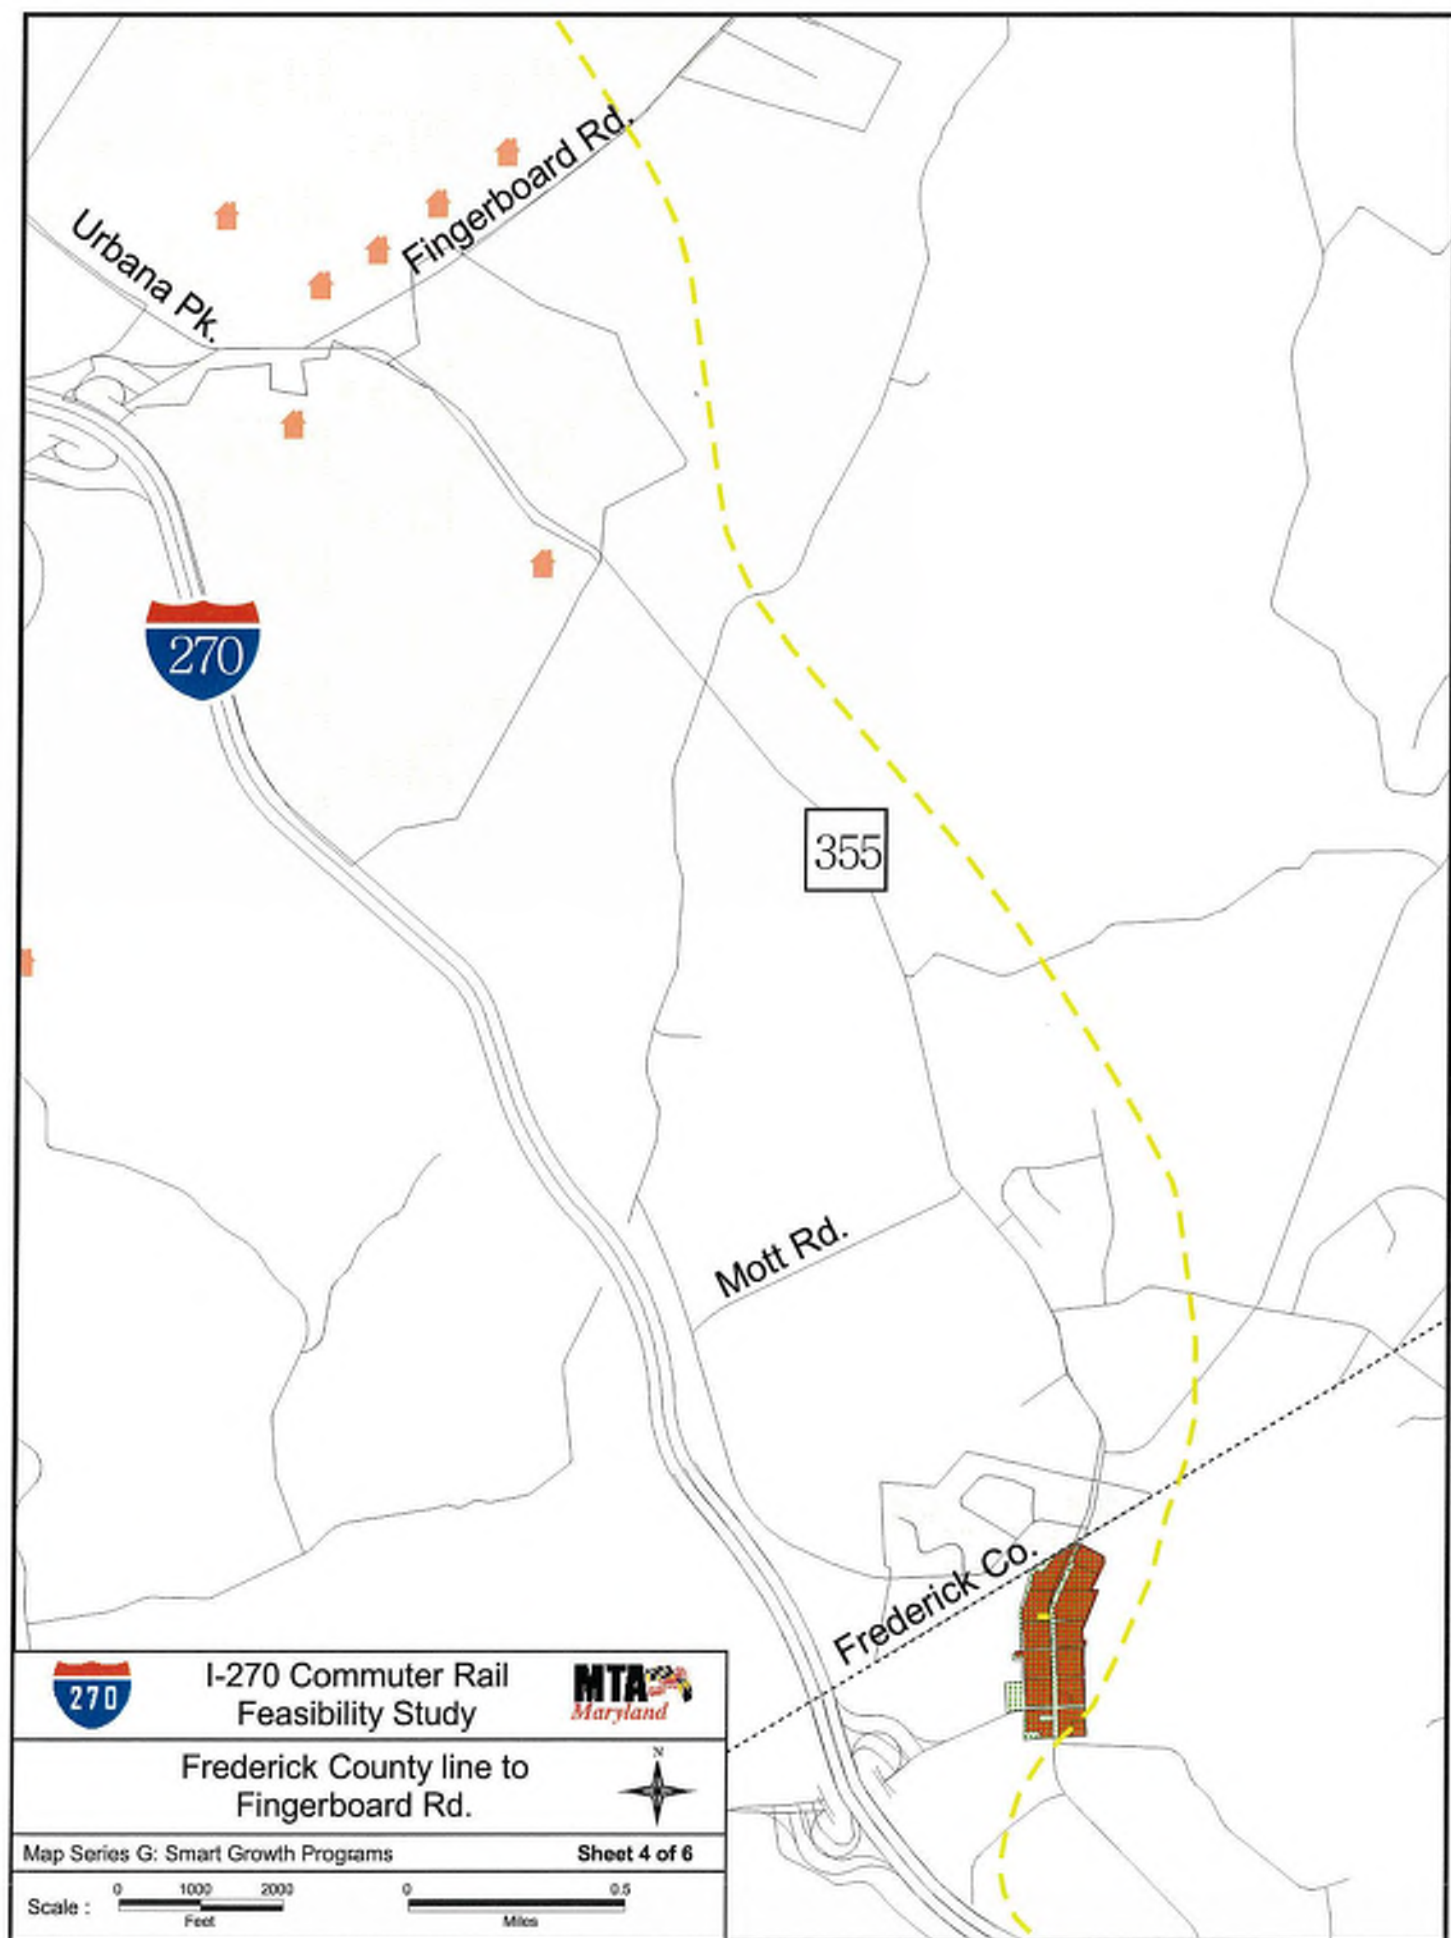 Fingerboard Rd.
Urbana Pk.
270
355
Mott Rd.
Frederick Co.
270
I-270 Commuter Rail
Feasibility Study
MTA
Maryland
Frederick County line to
Fingerboard Rd.
N
Map Series G: Smart Growth Programs
Sheet 4 of 6
Scale :
0 1000 2000
Feet
0 0.5
Miles